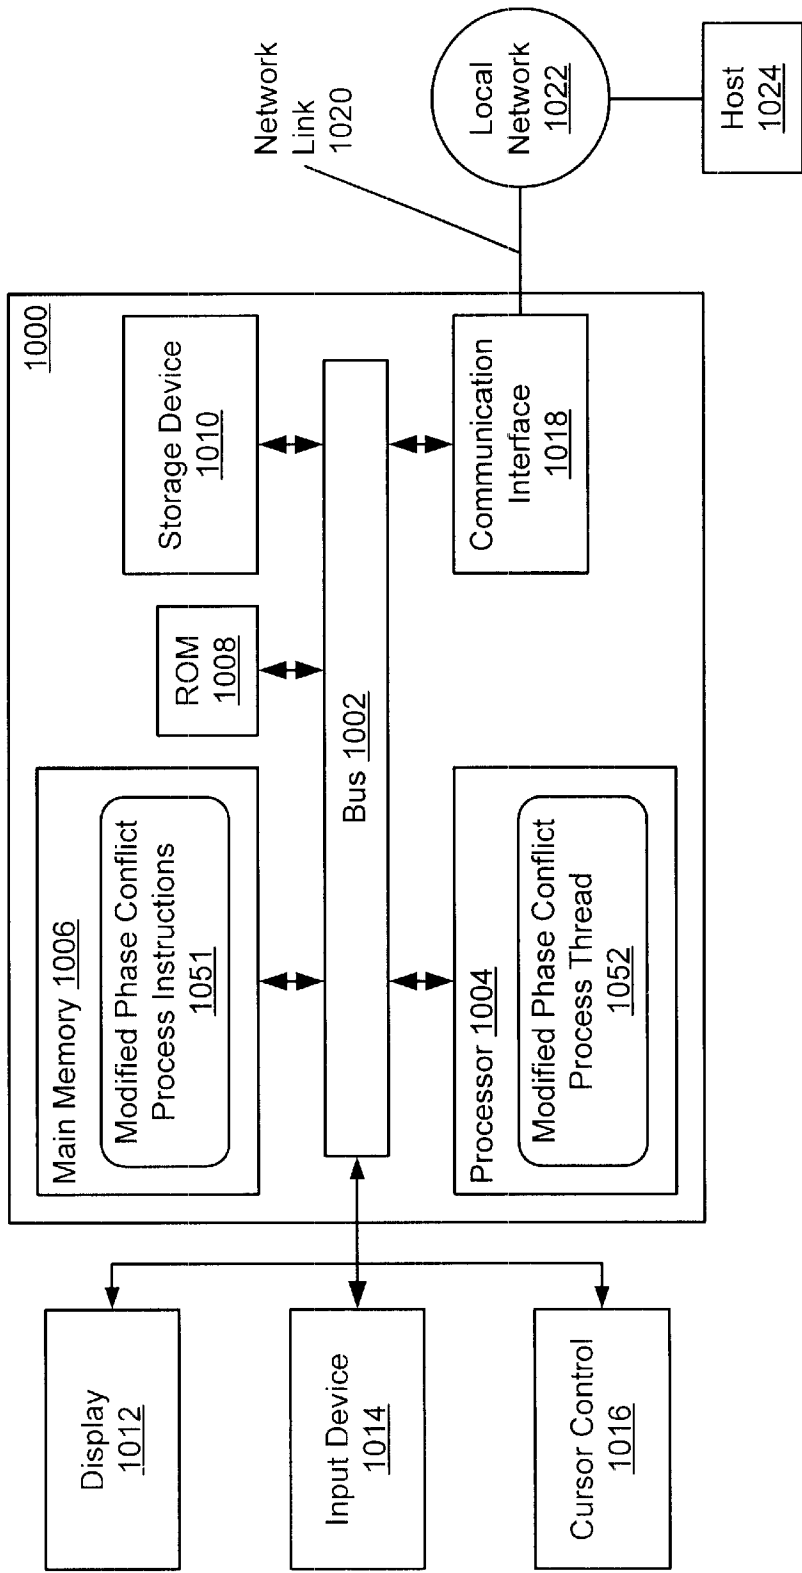 1000
Display
1012
Input Device
1014
Cursor Control
1016
Main Memory 1006
Modified Phase Conflict
Process Instructions
1051
ROM
1008
Storage Device
1010
Bus 1002
Processor 1004
Modified Phase Conflict
Process Thread
1052
Communication
Interface
1018
Network
Link
1020
Local
Network
1022
Host
1024